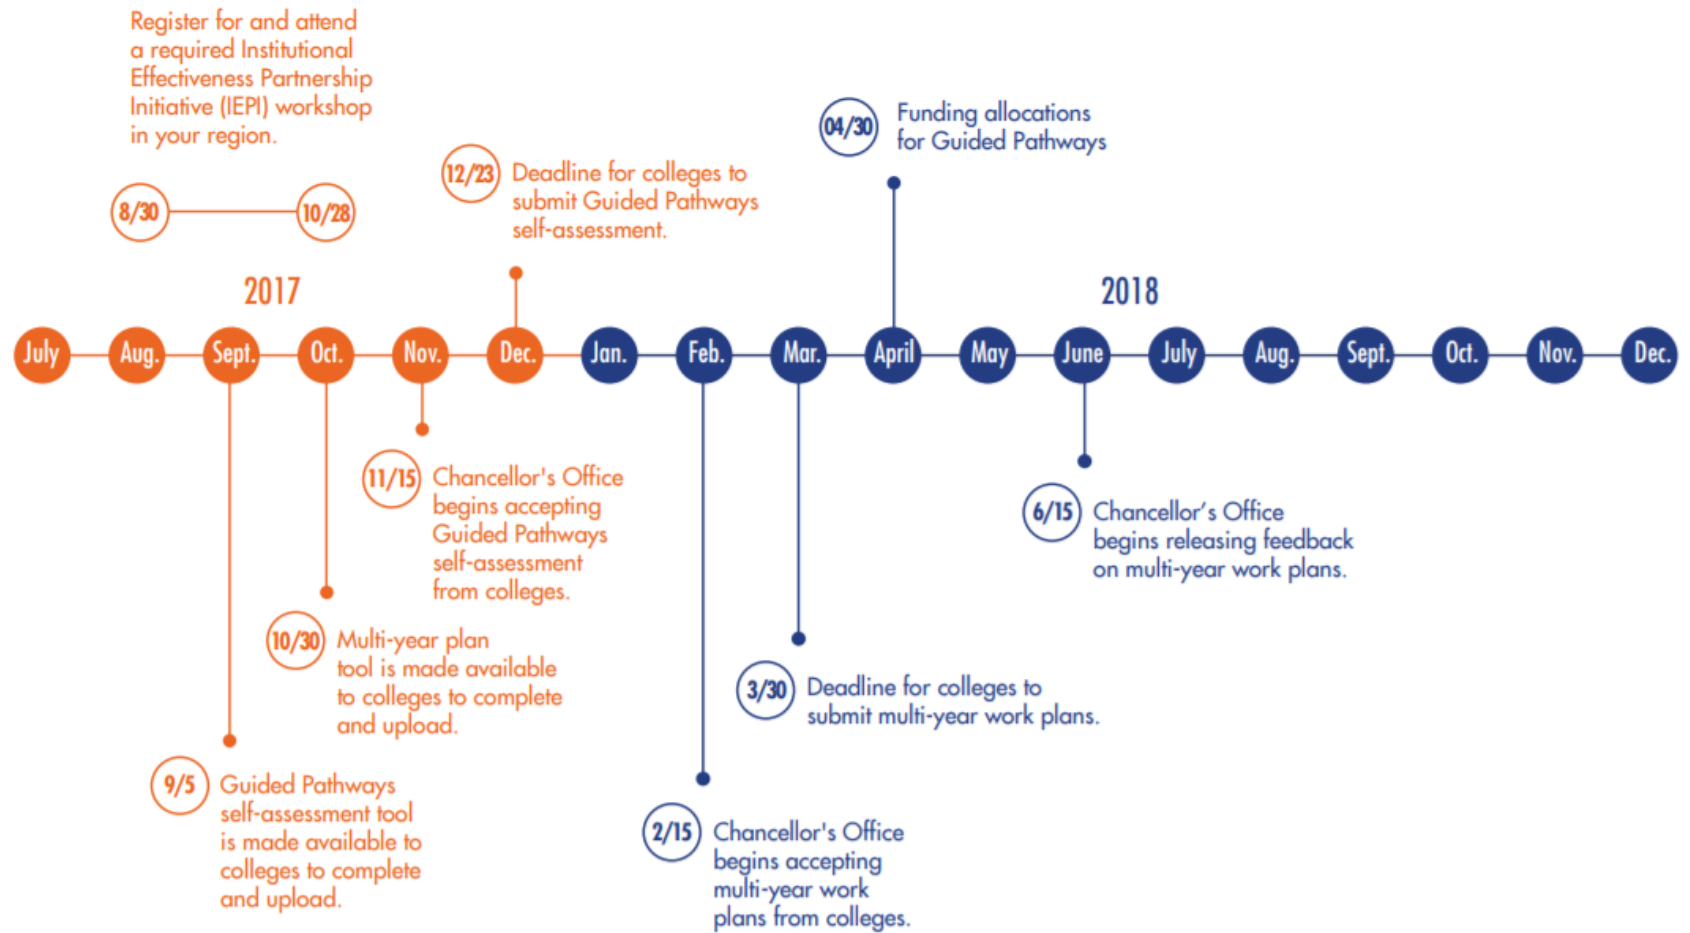 Register for and attend
a required Institutional
Effectiveness Partnership
Initiative (IEPI) workshop
in your region.
8/30
10/28
12/23
Deadline for colleges to
submit Guided Pathways
self-assessment.
04/30
Funding allocations
for Guided Pathways
2017
2018
July
Aug.
Sept.
Oct.
Nov.
Dec.
Jan.
Feb.
Mar.
April
May
June
July
Aug.
Sept.
Oct.
Nov.
Dec.
11/15
Chancellor's Office
begins accepting
Guided Pathways
self-assessment
from colleges.
6/15
Chancellor’s Office
begins releasing feedback
on multi-year work plans.
10/30
Multi-year plan
tool is made available
to colleges to complete
and upload.
3/30
Deadline for colleges to
submit multi-year work plans.
9/5
Guided Pathways
self-assessment tool
is made available to
colleges to complete
and upload.
2/15
Chancellor's Office
begins accepting
multi-year work
plans from colleges.